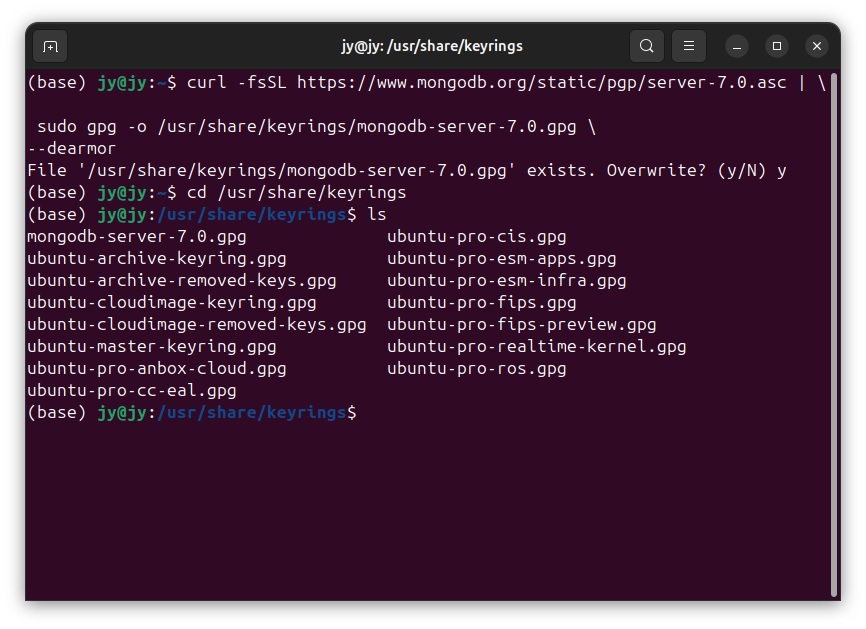 jy@jy: /usr/share/keyrings
(base) jy@jy:~$ curl -fsSL https://www.mongodb.org/static/pgp/server-7.0.asc | \
 sudo gpg -o /usr/share/keyrings/mongodb-server-7.0.gpg \
--dearmor
File '/usr/share/keyrings/mongodb-server-7.0.gpg' exists. Overwrite? (y/N) y
(base) jy@jy:~$ cd /usr/share/keyrings
(base) jy@jy:/usr/share/keyrings$ ls
mongodb-server-7.0.gpg              ubuntu-pro-cis.gpg
ubuntu-archive-keyring.gpg          ubuntu-pro-esm-apps.gpg
ubuntu-archive-removed-keys.gpg     ubuntu-pro-esm-infra.gpg
ubuntu-cloudimage-keyring.gpg       ubuntu-pro-fips.gpg
ubuntu-cloudimage-removed-keys.gpg  ubuntu-pro-fips-preview.gpg
ubuntu-master-keyring.gpg           ubuntu-pro-realtime-kernel.gpg
ubuntu-pro-anbox-cloud.gpg          ubuntu-pro-ros.gpg
ubuntu-pro-cc-eal.gpg
(base) jy@jy:/usr/share/keyrings$